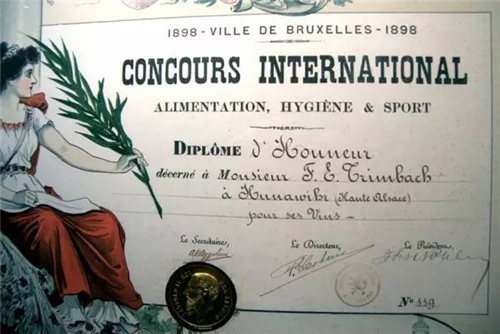 1898 - VILLE DE BRUXELLES - 1898
CONCOURS INTERNATIONAL
ALIMENTATION, HYGIÈNE & SPORT
DIPLÔME d'Honneur
décerné à MONSIEUR F. E. Trimbach
à Hunawihr (Haute Alsace)
pour ses Vins -
Le Secrétaire, Le Directeur, Le Président,
No 119